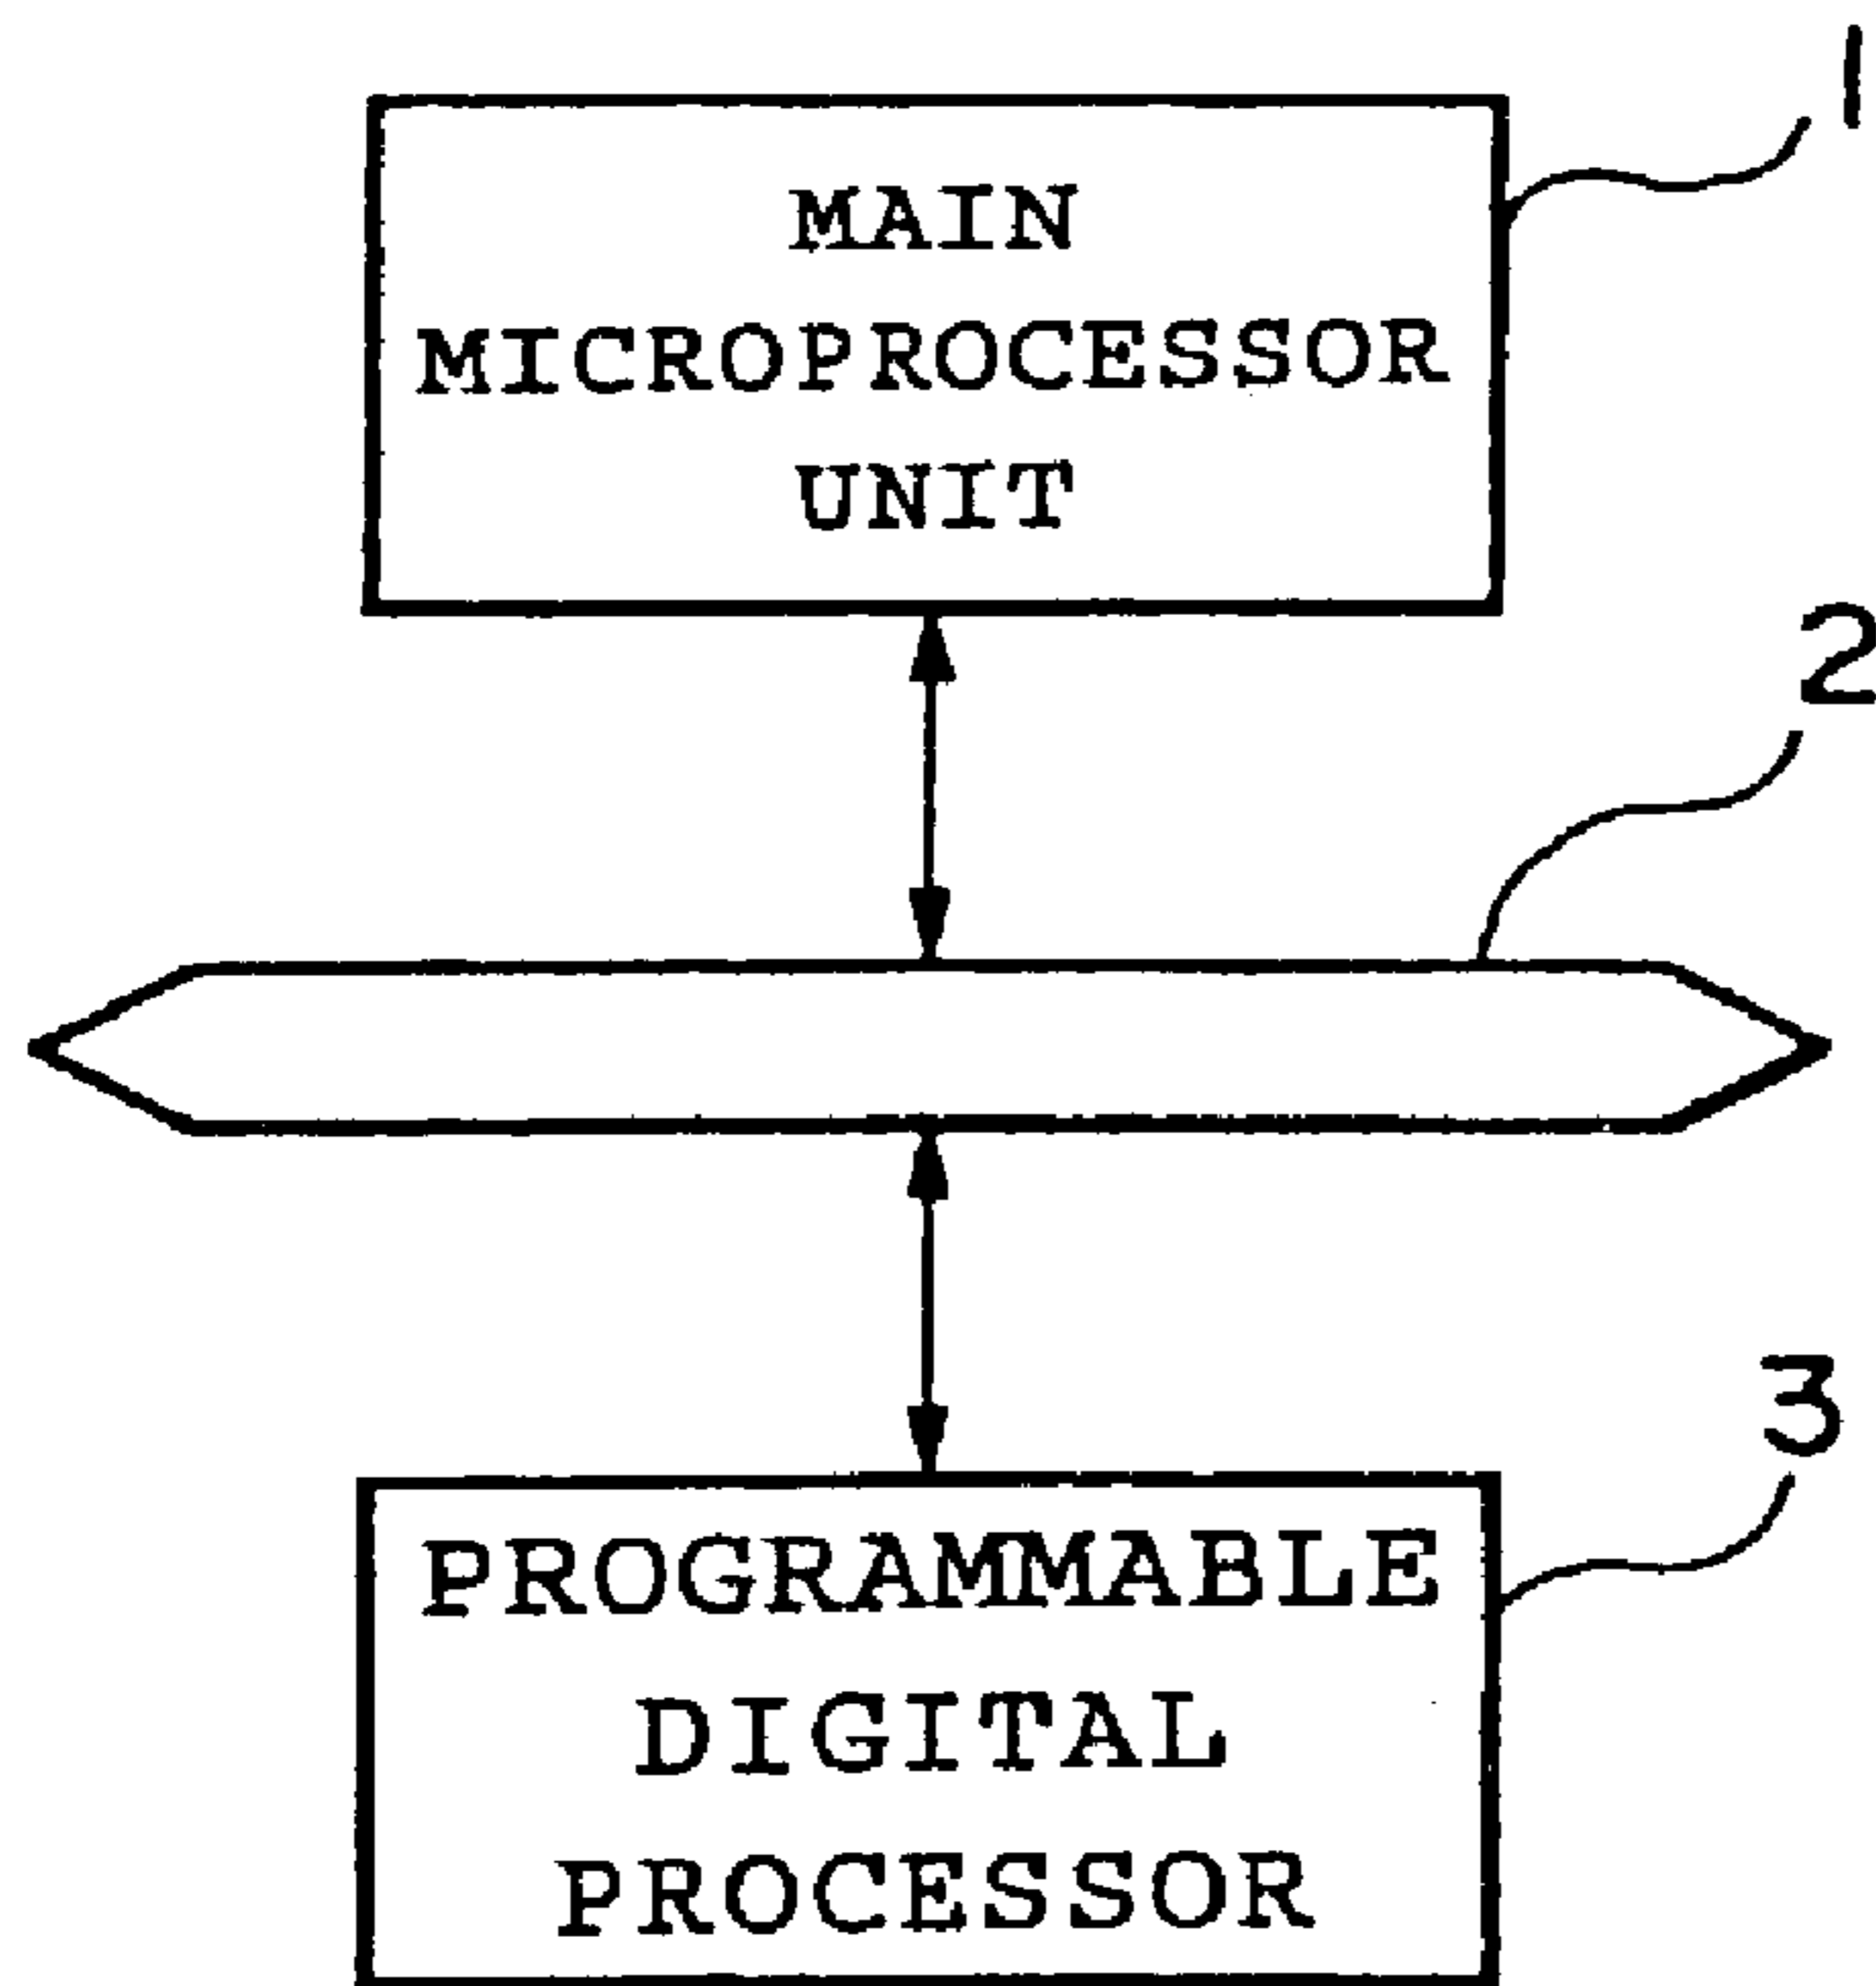 1
MAIN
MICROPROCESSOR
UNIT
2
3
PROGRAMMABLE
DIGITAL
PROCESSOR